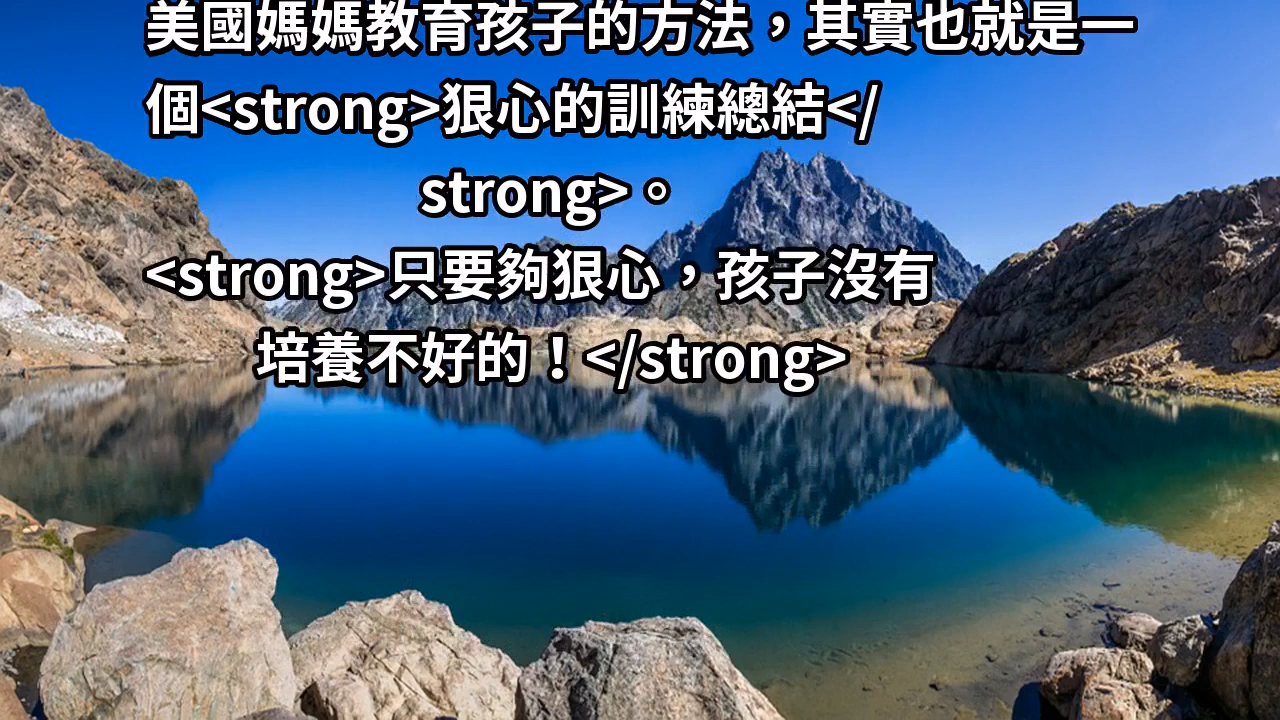 美國媽媽教育孩子的方法，其實也就是一
個<strong>狠心的訓練總結</
strong>。
<strong>只要夠狠心，孩子沒有
培養不好的！</strong>